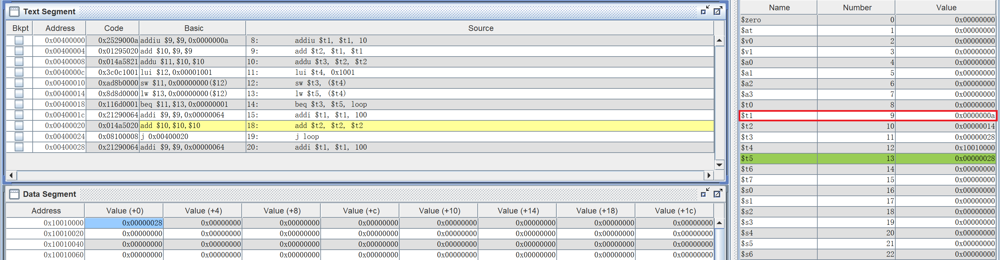 Text Segment
Bkpt Address Code Basic Source
0x00400000 0x2529000a addiu $9,$9,0x0000000a 8: addiu $t1, $t1, 10
0x00400004 0x01295020 add $10,$9,$9 9: add $t2, $t1, $t1
0x00400008 0x014a5821 addu $11,$10,$10 10: addu $t3, $t2, $t2
0x0040000c 0x3c0c1001 lui $12,0x00001001 11: lui $t4, 0x1001
0x00400010 0xad8b0000 sw $11,0x00000000($12) 12: sw $t3, ($t4)
0x00400014 0x8d8d0000 lw $13,0x00000000($12) 13: lw $t5, ($t4)
0x00400018 0x116d0001 beq $11,$13,0x00000001 14: beq $t3, $t5, loop
0x0040001c 0x21290064 addi $9,$9,0x00000064 15: addi $t1, $t1, 100
0x00400020 0x014a5020 add $10,$10,$10 18: add $t2, $t2, $t2
0x00400024 0x08100008 j 0x00400020 19: j loop
0x00400028 0x21290064 addi $9,$9,0x00000064 20: addi $t1, $t1, 100
Data Segment
Address Value (+0) Value (+4) Value (+8) Value (+c) Value (+10) Value (+14) Value (+18) Value (+1c)
0x10010000 0x00000028 0x00000000 0x00000000 0x00000000 0x00000000 0x00000000 0x00000000 0x00000000
0x10010020 0x00000000 0x00000000 0x00000000 0x00000000 0x00000000 0x00000000 0x00000000 0x00000000
0x10010040 0x00000000 0x00000000 0x00000000 0x00000000 0x00000000 0x00000000 0x00000000 0x00000000
0x10010060 0x00000000 0x00000000 0x00000000 0x00000000 0x00000000 0x00000000 0x00000000 0x00000000
Name Number Value
$zero 0 0x00000000
$at 1 0x00000000
$v0 2 0x00000000
$v1 3 0x00000000
$a0 4 0x00000000
$a1 5 0x00000000
$a2 6 0x00000000
$a3 7 0x00000000
$t0 8 0x00000000
$t1 9 0x0000000a
$t2 10 0x00000014
$t3 11 0x00000028
$t4 12 0x10010000
$t5 13 0x00000028
$t6 14 0x00000000
$t7 15 0x00000000
$s0 16 0x00000000
$s1 17 0x00000000
$s2 18 0x00000000
$s3 19 0x00000000
$s4 20 0x00000000
$s5 21 0x00000000
$s6 22 0x00000000